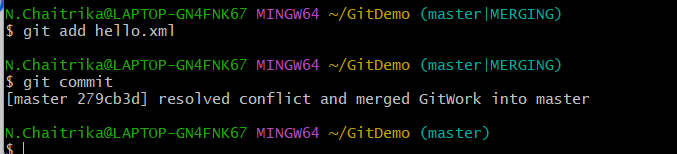 N.Chaitrika@LAPTOP-GN4FNK67 MINGW64 ~/GitDemo (master|MERGING)
$ git add hello.xml
N.Chaitrika@LAPTOP-GN4FNK67 MINGW64 ~/GitDemo (master|MERGING)
$ git commit
[master 279cb3d] resolved conflict and merged GitWork into master
N.Chaitrika@LAPTOP-GN4FNK67 MINGW64 ~/GitDemo (master)
$